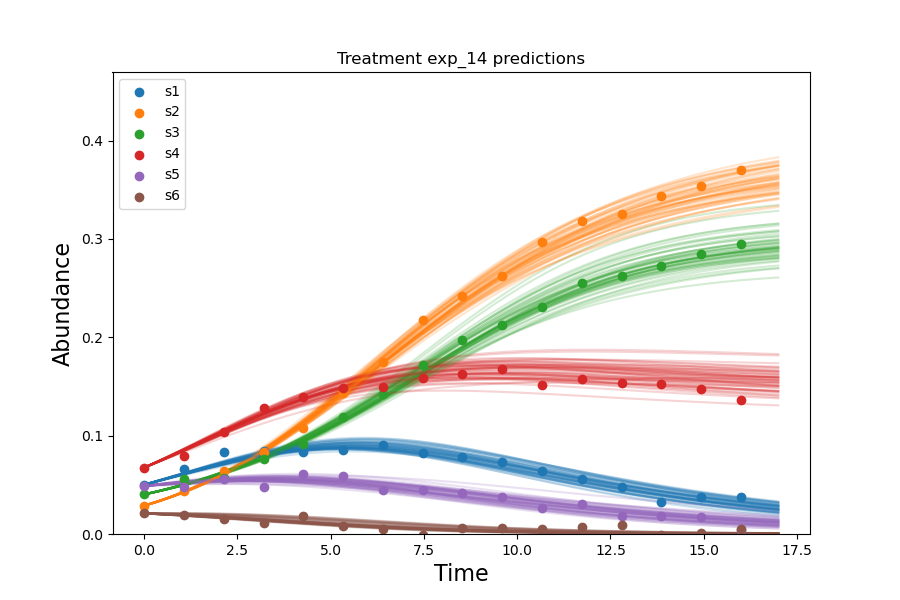 Treatment exp_14 predictions
s1
s2
s3
s4
s5
s6
Abundance
0.4
0.3
0.2
0.1
0.0
0.0 2.5 5.0 7.5 10.0 12.5 15.0 17.5
Time